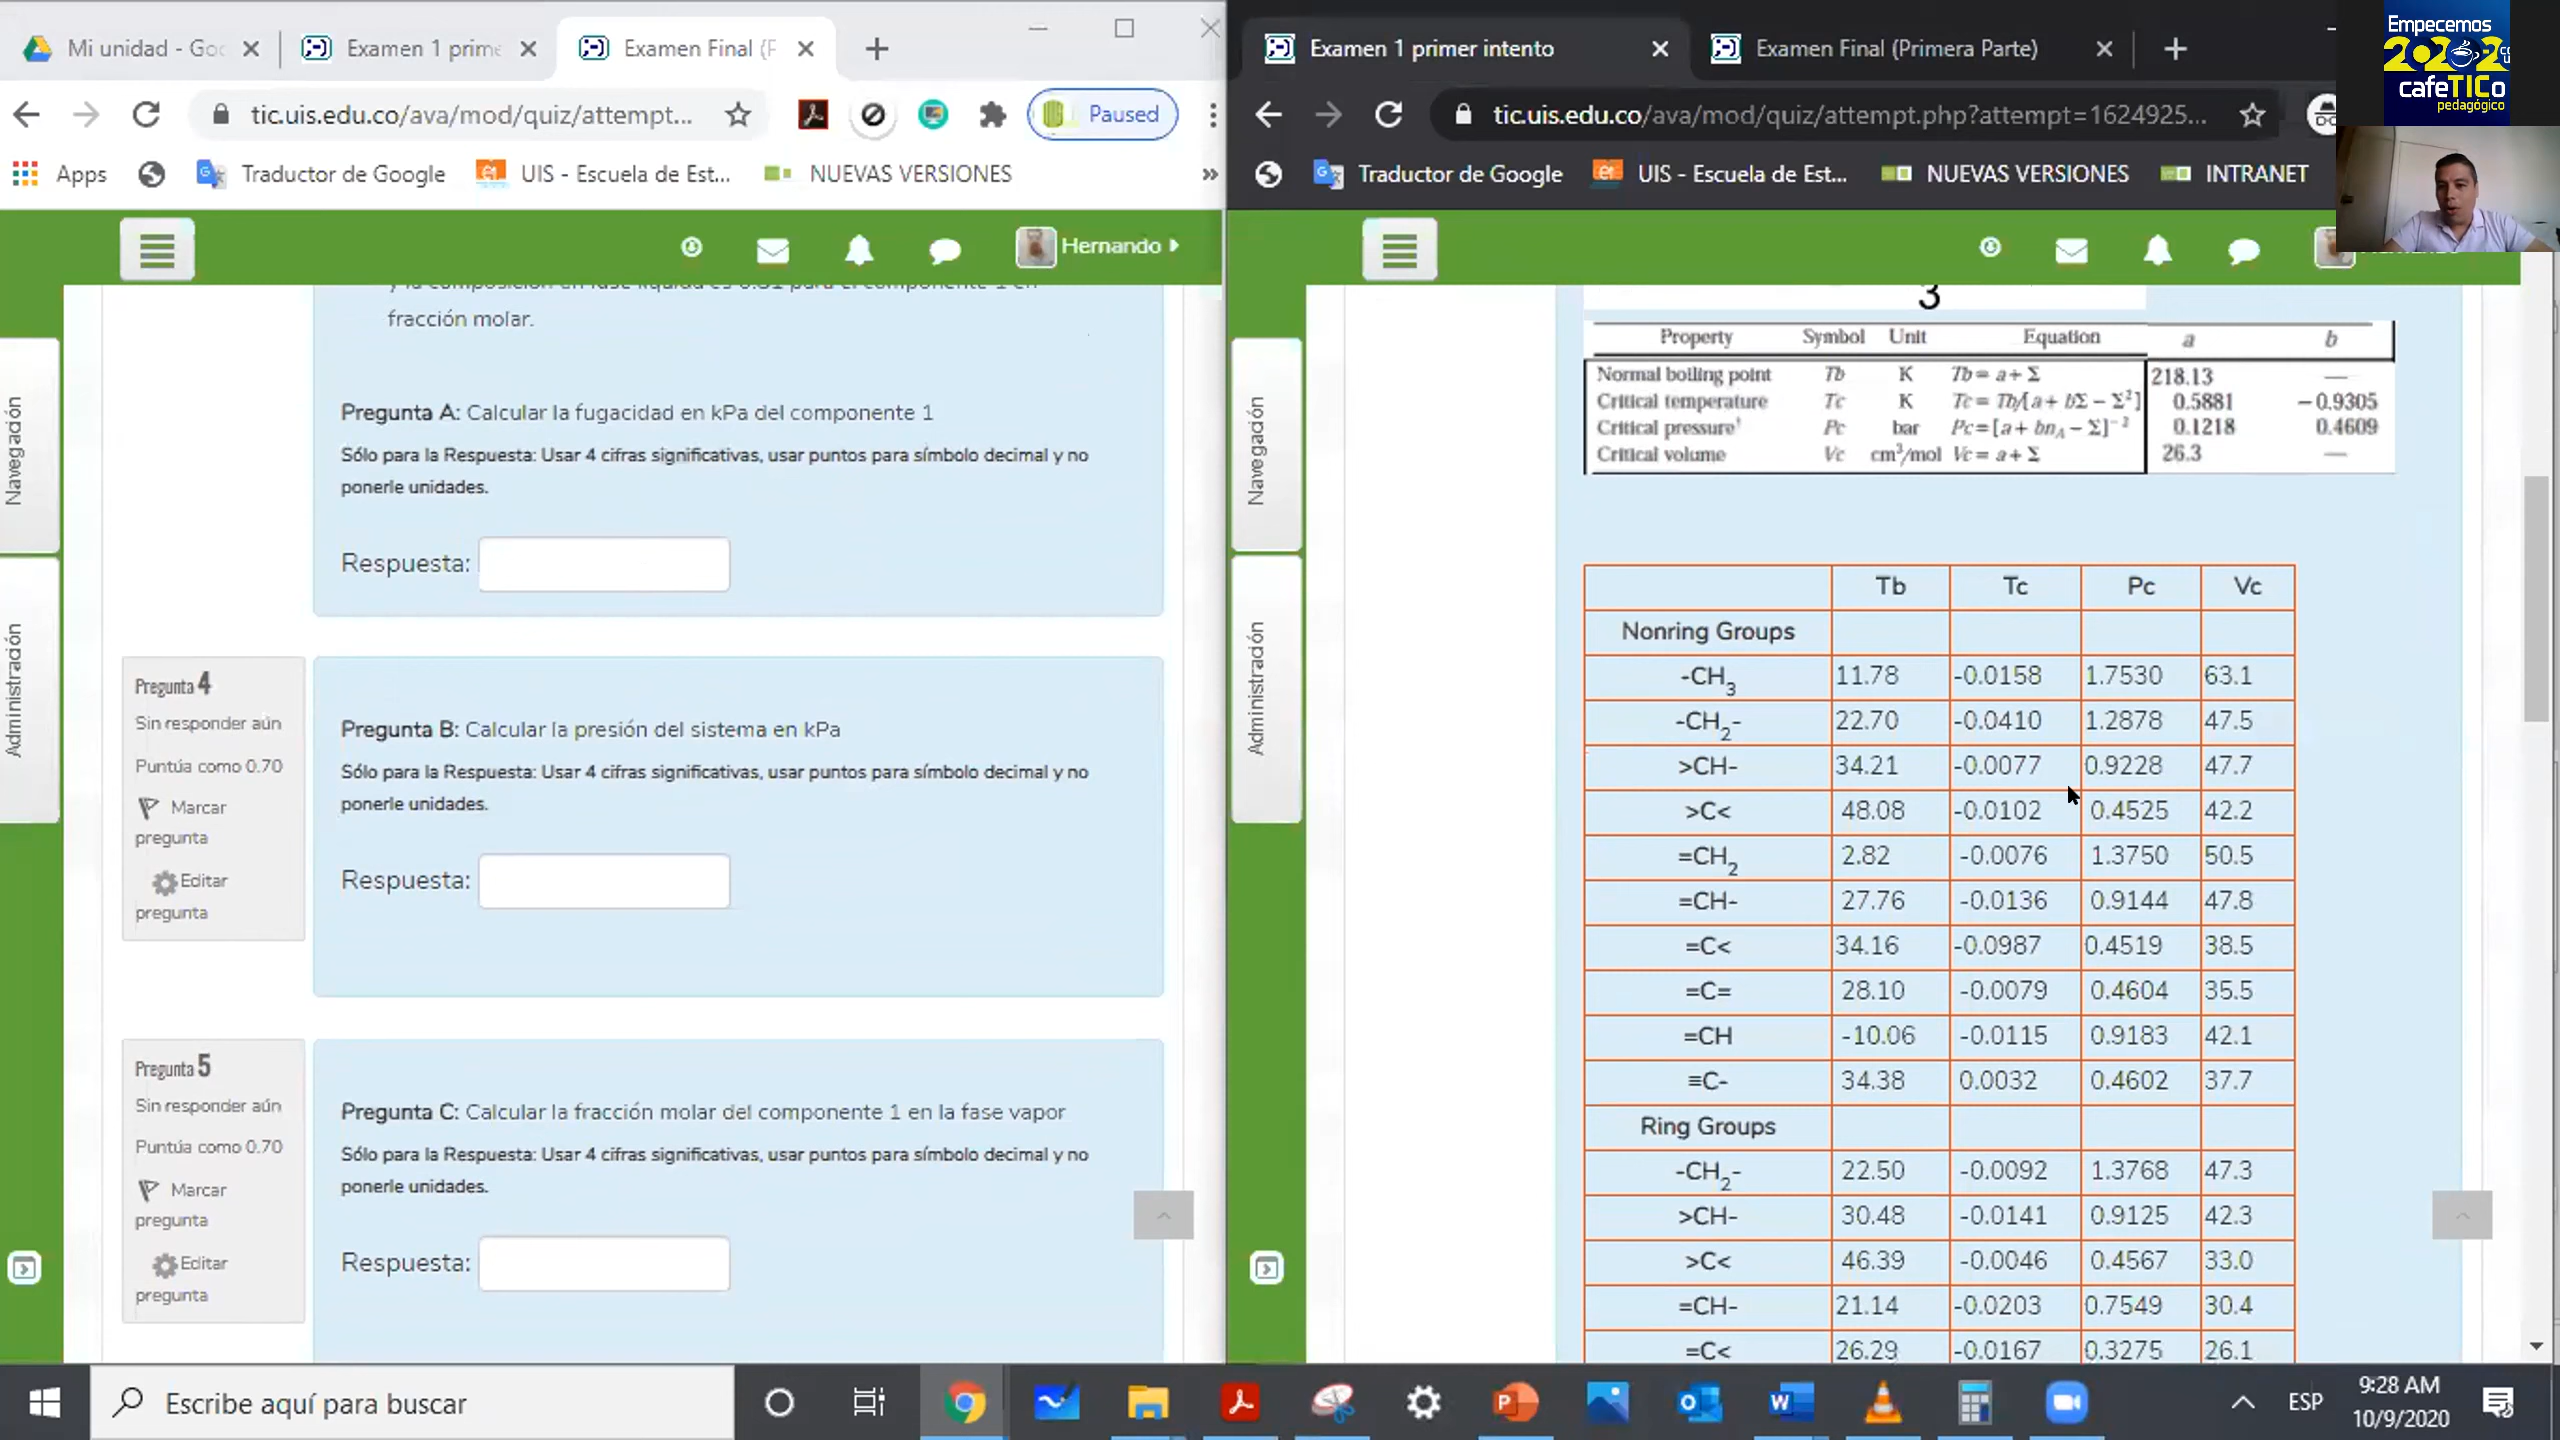 Mi unidad - Goo
Examen 1 prime
Examen Final (P
Examen 1 primer intento
Examen Final (Primera Parte)
Empecemos
2020-2
cafeTICo
pedagógico
tic.uis.edu.co/ava/mod/quiz/attempt...
Paused
tic.uis.edu.co/ava/mod/quiz/attempt.php?attempt=1624925...
Apps
Traductor de Google
UIS - Escuela de Est...
NUEVAS VERSIONES
»
Traductor de Google
UIS - Escuela de Est...
NUEVAS VERSIONES
INTRANET
Hernando
Navegación
Administración
fracción molar.
Pregunta A: Calcular la fugacidad en kPa del componente 1
Sólo para la Respuesta: Usar 4 cifras significativas, usar puntos para símbolo decimal y no
ponerle unidades.
Respuesta:
Pregunta 4
Sin responder aún
Puntúa como 0.70
Marcar
pregunta
Editar
pregunta
Pregunta B: Calcular la presión del sistema en kPa
Sólo para la Respuesta: Usar 4 cifras significativas, usar puntos para símbolo decimal y no
ponerle unidades.
Respuesta:
Pregunta 5
Sin responder aún
Puntúa como 0.70
Marcar
pregunta
Editar
pregunta
Pregunta C: Calcular la fracción molar del componente 1 en la fase vapor
Sólo para la Respuesta: Usar 4 cifras significativas, usar puntos para símbolo decimal y no
ponerle unidades.
Respuesta:
Navegación
Administración
3
Property Symbol Unit Equation a b
Normal boiling point Tb K Tb = a + Σ 218.13 —
Critical temperature Tc K Tc = Tb/[a + bΣ − Σ²] 0.5881 −0.9305
Critical pressure† Pc bar Pc = [a + bnA − Σ]⁻² 0.1218 0.4609
Critical volume Vc cm³/mol Vc = a + Σ 26.3 —
Tb Tc Pc Vc
Nonring Groups
-CH₃ 11.78 -0.0158 1.7530 63.1
-CH₂- 22.70 -0.0410 1.2878 47.5
>CH- 34.21 -0.0077 0.9228 47.7
>C< 48.08 -0.0102 0.4525 42.2
=CH₂ 2.82 -0.0076 1.3750 50.5
=CH- 27.76 -0.0136 0.9144 47.8
=C< 34.16 -0.0987 0.4519 38.5
=C= 28.10 -0.0079 0.4604 35.5
=CH -10.06 -0.0115 0.9183 42.1
≡C- 34.38 0.0032 0.4602 37.7
Ring Groups
-CH₂- 22.50 -0.0092 1.3768 47.3
>CH- 30.48 -0.0141 0.9125 42.3
>C< 46.39 -0.0046 0.4567 33.0
=CH- 21.14 -0.0203 0.7549 30.4
=C< 26.29 -0.0167 0.3275 26.1
Escribe aquí para buscar
ESP
9:28 AM
10/9/2020